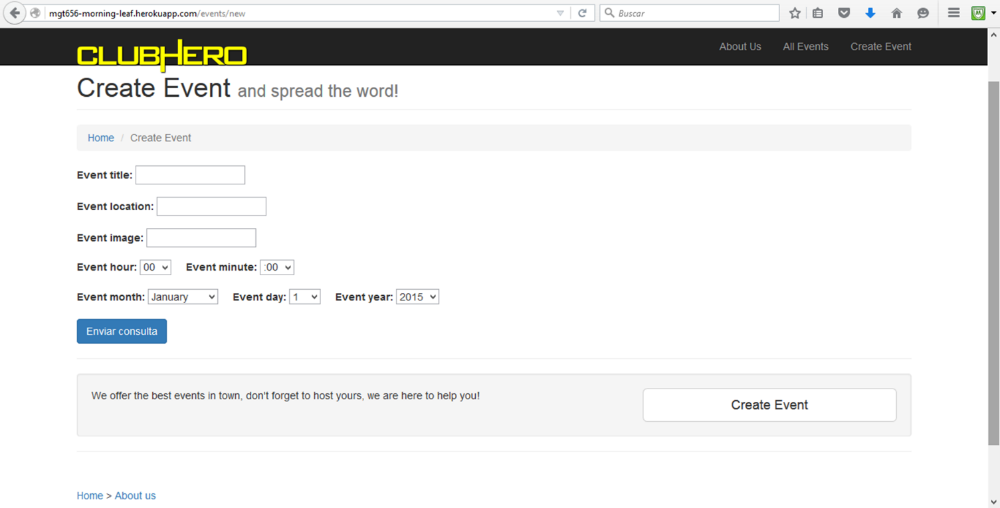 mgt656-morning-leaf.herokuapp.com/events/new
Buscar
CLUBHERO
About Us All Events Create Event
Create Event and spread the word!
Home / Create Event
Event title:
Event location:
Event image:
Event hour: 00 Event minute: :00
Event month: January Event day: 1 Event year: 2015
Enviar consulta
We offer the best events in town, don't forget to host yours, we are here to help you!
Create Event
Home > About us